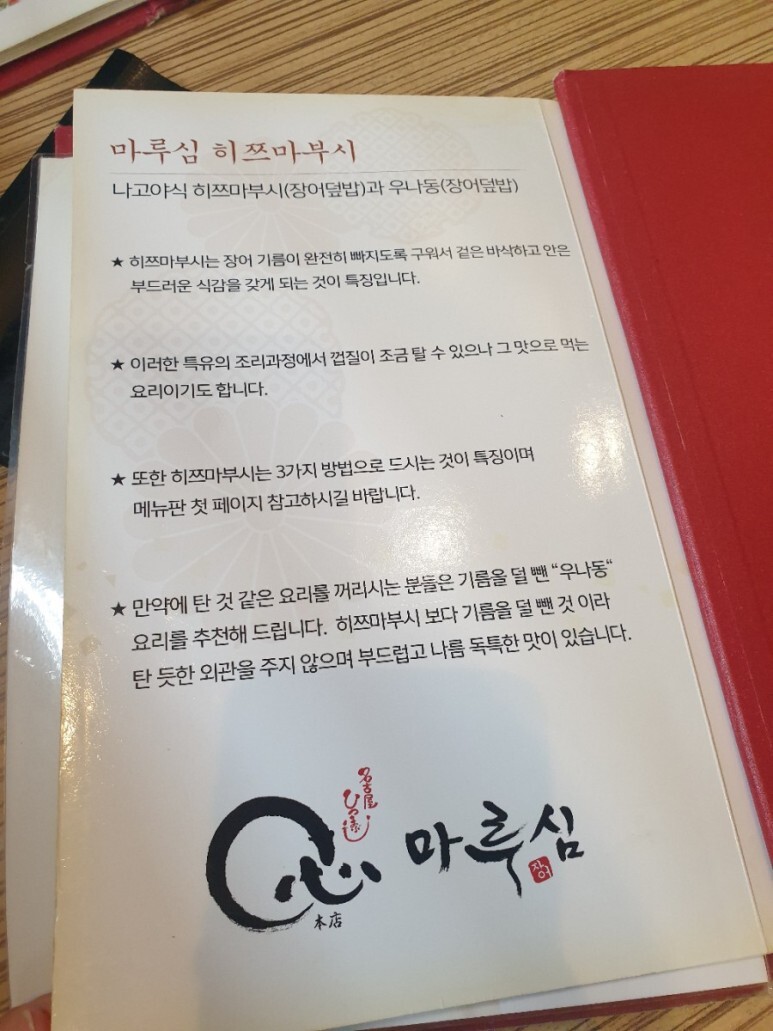 마루심 히쯔마부시
나고야식 히쯔마부시(장어덮밥)과 우나동(장어덮밥)
★ 히쯔마부시는 장어 기름이 완전히 빠지도록 구워서 겉은 바삭하고 안은
부드러운 식감을 갖게 되는 것이 특징입니다.
★ 이러한 특유의 조리과정에서 껍질이 조금 탈 수 있으나 그 맛으로 먹는
요리이기도 합니다.
★ 또한 히쯔마부시는 3가지 방법으로 드시는 것이 특징이며
메뉴판 첫 페이지 참고하시길 바랍니다.
★ 만약에 탄 것 같은 요리를 꺼리시는 분들은 기름을 덜 뺀 “우나동“
요리를 추천해 드립니다. 히쯔마부시 보다 기름을 덜 뺀 것 이라
탄 듯한 외관을 주지 않으며 부드럽고 나름 독특한 맛이 있습니다.
名古屋
心
本店
마루심
장어